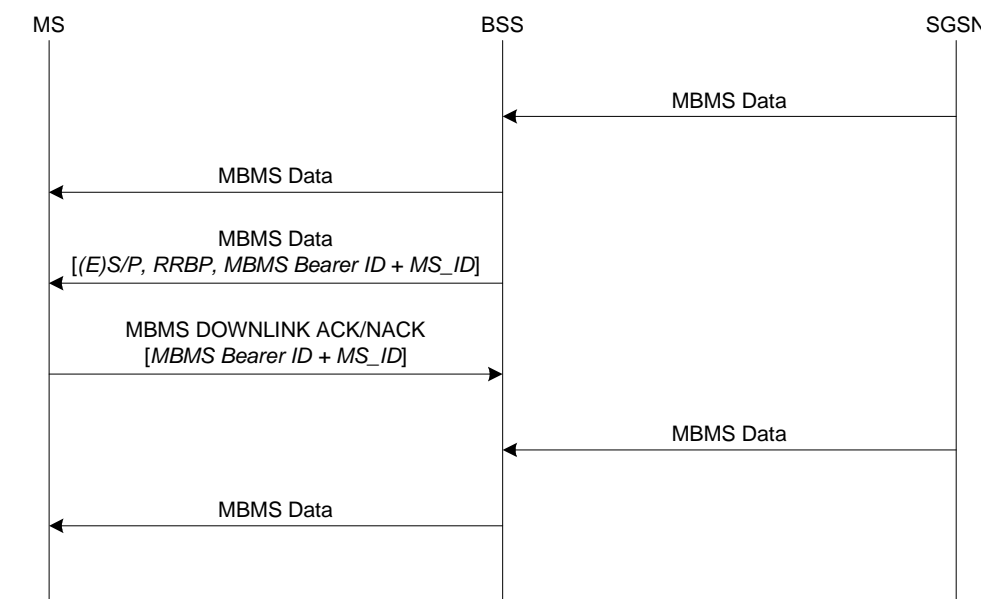 MS
BSS
SGSN
MBMS Data
MBMS Data
MBMS Data
[(E)S/P, RRBP, MBMS Bearer ID + MS_ID]
MBMS DOWNLINK ACK/NACK
[MBMS Bearer ID + MS_ID]
MBMS Data
MBMS Data